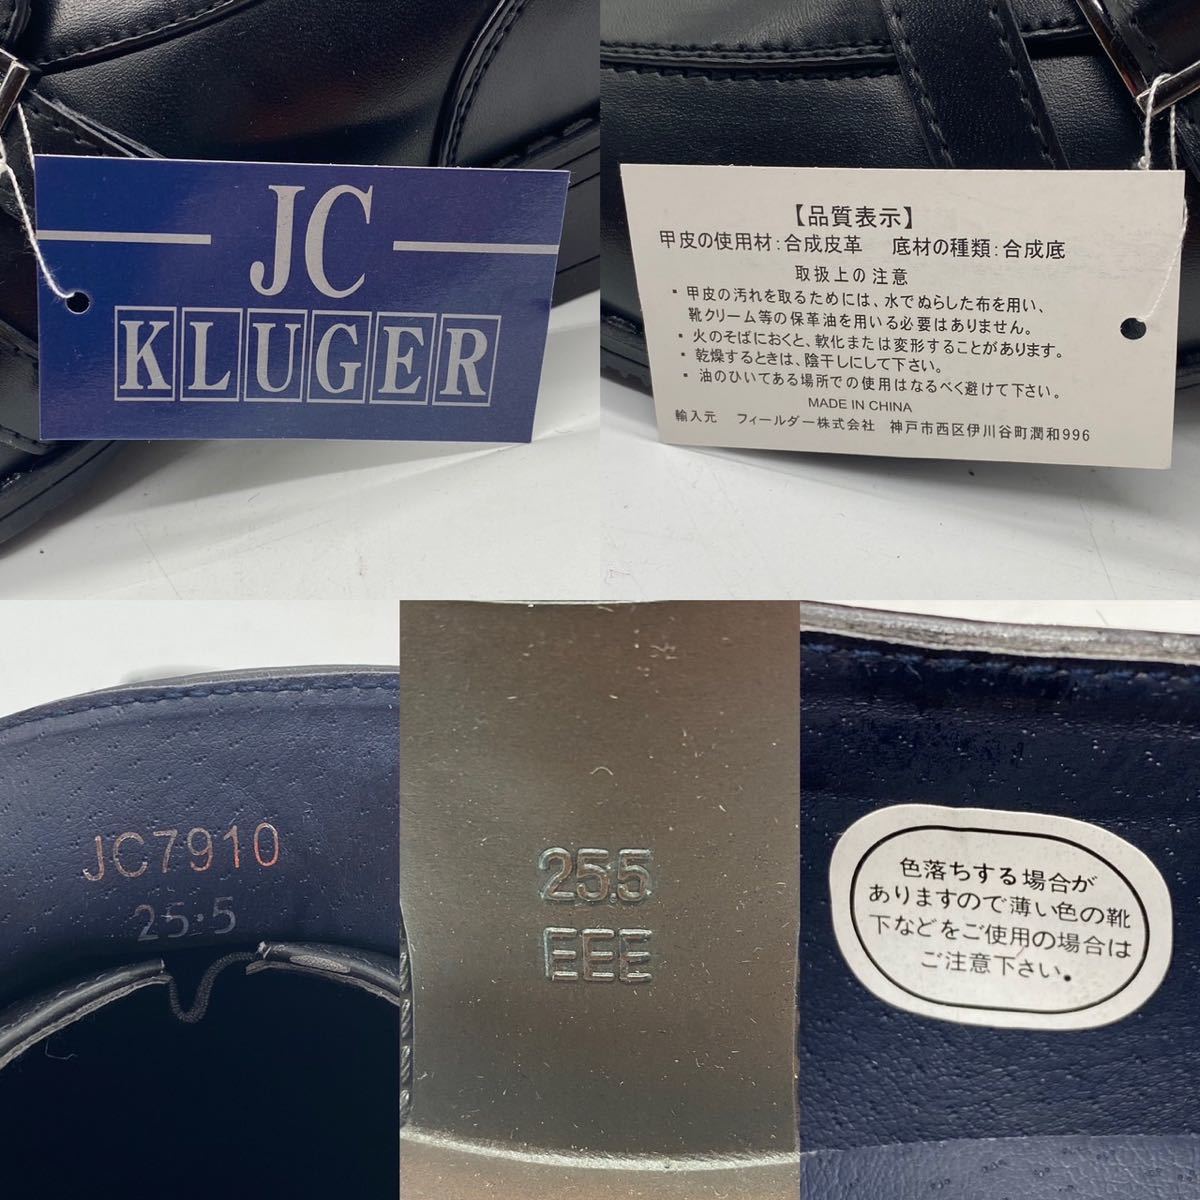 JC
KLUGER
【品質表示】
甲皮の使用材:合成皮革 底材の種類:合成底
取扱上の注意
・甲皮の汚れを取るためには、水でぬらした布を用い、
靴クリーム等の保革油を用いる必要はありません。
・火のそばにおくと、軟化または変形することがあります。
・乾燥するときは、陰干しにして下さい。
・油のひいてある場所での使用はなるべく避けて下さい。
MADE IN CHINA
輸入元 フィールダー株式会社 神戸市西区伊川谷町潤和996
JC7910
25.5
25.5
EEE
色落ちする場合が
ありますので薄い色の靴
下などをご使用の場合は
ご注意下さい.